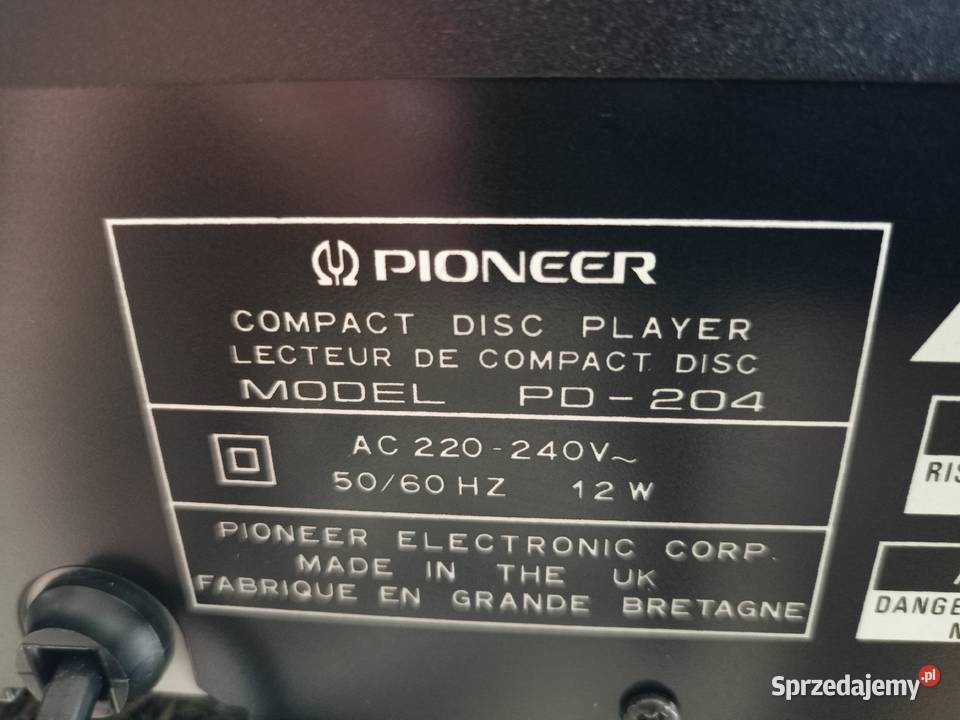 PIONEER
COMPACT DISC PLAYER
LECTEUR DE COMPACT DISC
MODEL PD-204
AC 220-240V~
50/60 HZ 12 W
PIONEER ELECTRONIC CORP.
MADE IN THE UK
FABRIQUE EN GRANDE BRETAGNE
Sprzedajemy.pl